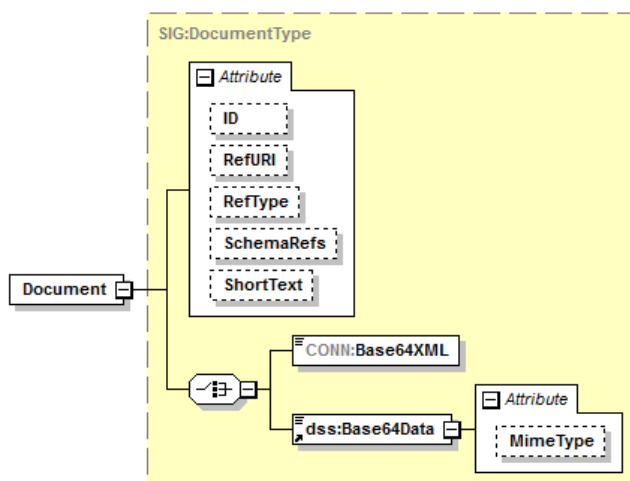 SIG:DocumentType
Attribute
ID
RefURI
RefType
SchemaRefs
ShortText
Document
CONN:Base64XML
dss:Base64Data
Attribute
MimeType